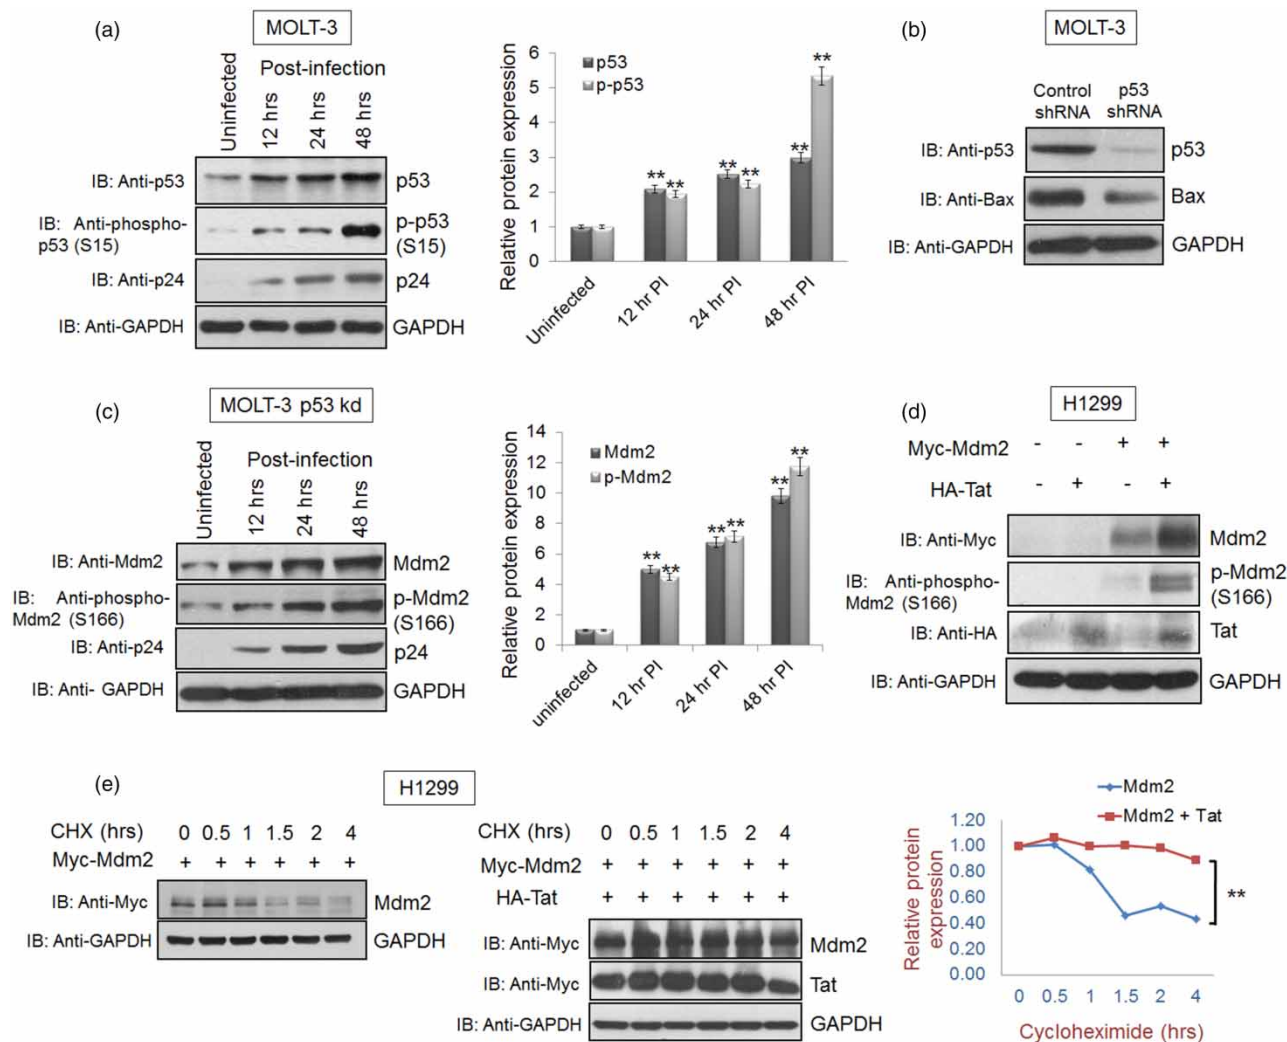 (a)
MOLT-3
Post-infection
Uninfected
12 hrs
24 hrs
48 hrs
IB: Anti-p53
p53
IB: Anti-phospho-
p53 (S15)
p-p53
(S15)
IB: Anti-p24
p24
IB: Anti-GAPDH
GAPDH
Relative protein expression
6
5
4
3
2
1
0
p53
p-p53
**
**
**
**
**
**
Uninfected
12 hr PI
24 hr PI
48 hr PI
(b)
MOLT-3
Control
shRNA
p53
shRNA
IB: Anti-p53
p53
IB: Anti-Bax
Bax
IB: Anti-GAPDH
GAPDH
(c)
MOLT-3 p53 kd
Post-infection
Uninfected
12 hrs
24 hrs
48 hrs
IB: Anti-Mdm2
Mdm2
IB: Anti-phospho-
Mdm2 (S166)
p-Mdm2
(S166)
IB: Anti-p24
p24
IB: Anti- GAPDH
GAPDH
Relative protein expression
14
12
10
8
6
4
2
0
Mdm2
p-Mdm2
**
**
**
**
**
**
uninfected
12 hr PI
24 hr PI
48 hr PI
(d)
H1299
Myc-Mdm2 - - + +
HA-Tat - + - +
IB: Anti-Myc
Mdm2
IB: Anti-phospho-
Mdm2 (S166)
p-Mdm2
(S166)
IB: Anti-HA
Tat
IB: Anti-GAPDH
GAPDH
(e)
H1299
CHX (hrs) 0 0.5 1 1.5 2 4
Myc-Mdm2 + + + + + +
IB: Anti-Myc
Mdm2
IB: Anti-GAPDH
GAPDH
CHX (hrs) 0 0.5 1 1.5 2 4
Myc-Mdm2 + + + + + +
HA-Tat + + + + + +
IB: Anti-Myc
Mdm2
IB: Anti-Myc
Tat
IB: Anti-GAPDH
GAPDH
Mdm2
Mdm2 + Tat
Relative protein
expression
1.20
1.00
0.80
0.60
0.40
0.20
0.00
**
0 0.5 1 1.5 2 4
Cycloheximide (hrs)